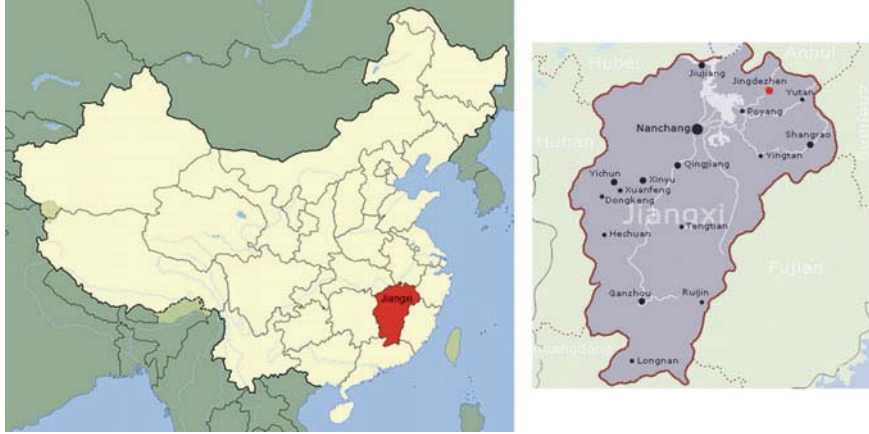 Jiangxi
Hubei
Anhui
Jiujiang
Jingdezhen
Yutan
Poyang
Nanchang
Shangrao
Hunan
Yingtan
Qingjiang
Yichun
Xinyu
Xuanfeng
Dongkeng
Jiangxi
Hechuan
Tengtian
Fujian
Ganzhou
Ruijin
Guangdong
Longnan